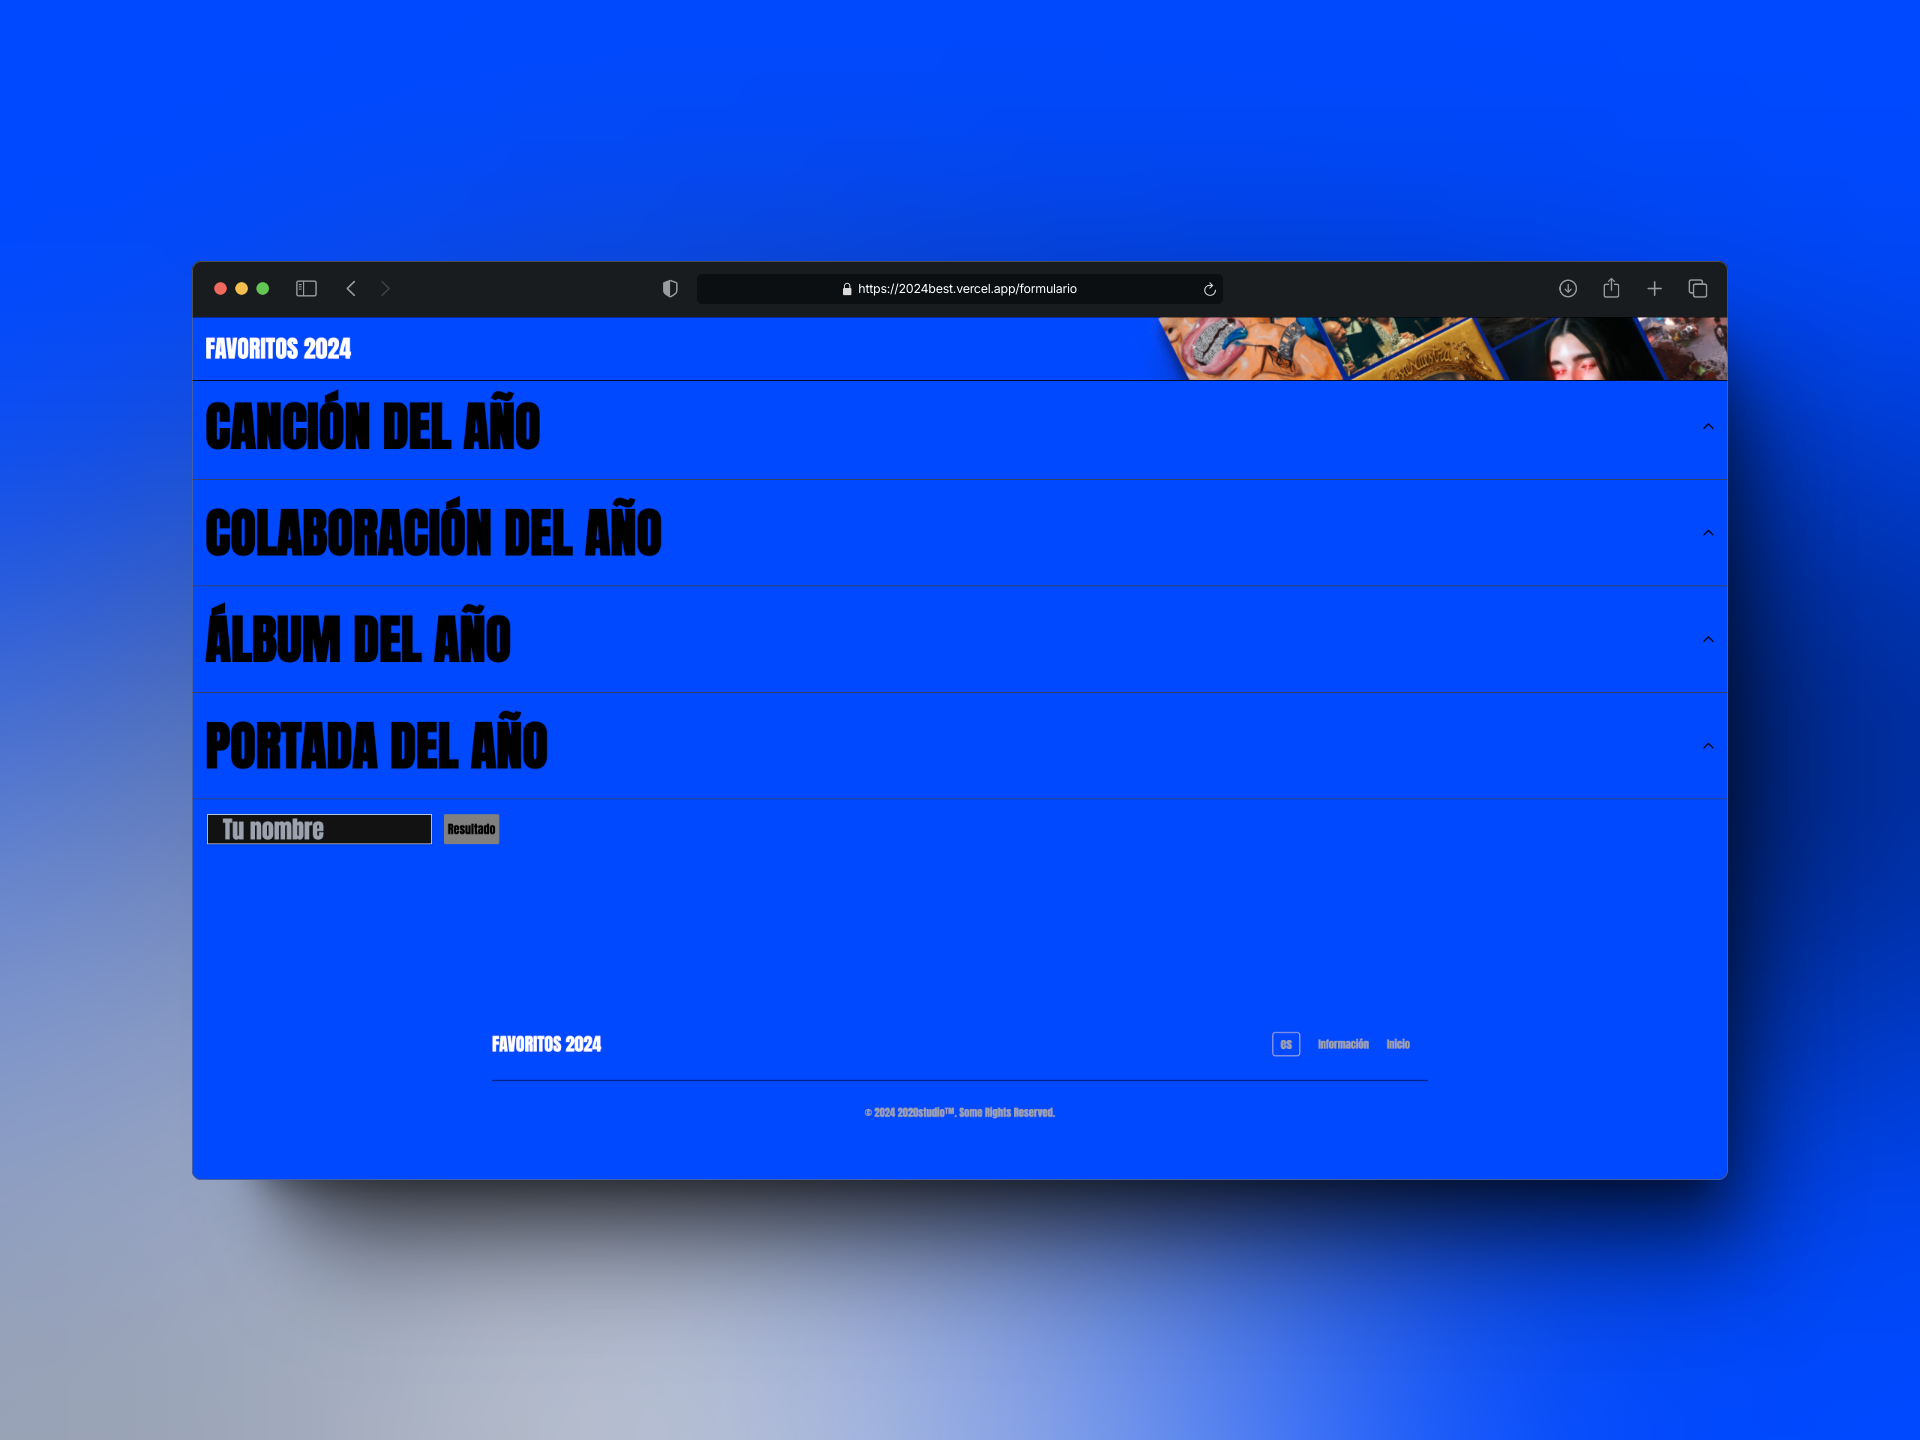 https://2024best.vercel.app/formulario
FAVORITOS 2024
CANCIÓN DEL AÑO
COLABORACIÓN DEL AÑO
ÁLBUM DEL AÑO
PORTADA DEL AÑO
Tu nombre
Resultado
FAVORITOS 2024
es
Información
Inicio
© 2024 2020studio™. Some Rights Reserved.